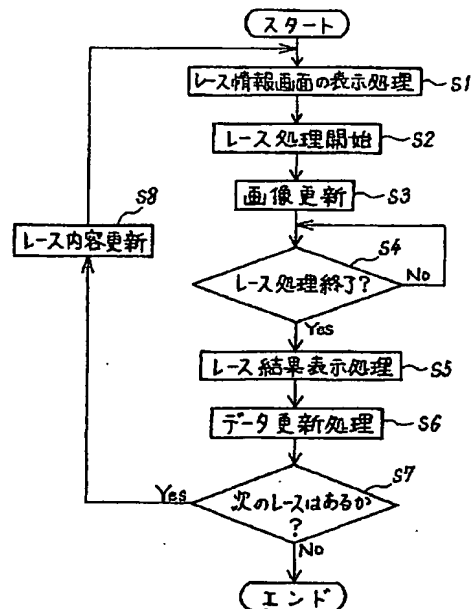 スタート
レース情報画面の表示処理
S1
レース処理開始
S2
画像更新
S3
S8
レース内容更新
S4
レース処理終了?
No
Yes
レース結果表示処理
S5
データ更新処理
S6
S7
Yes
次のレースはあるか
?
No
エンド